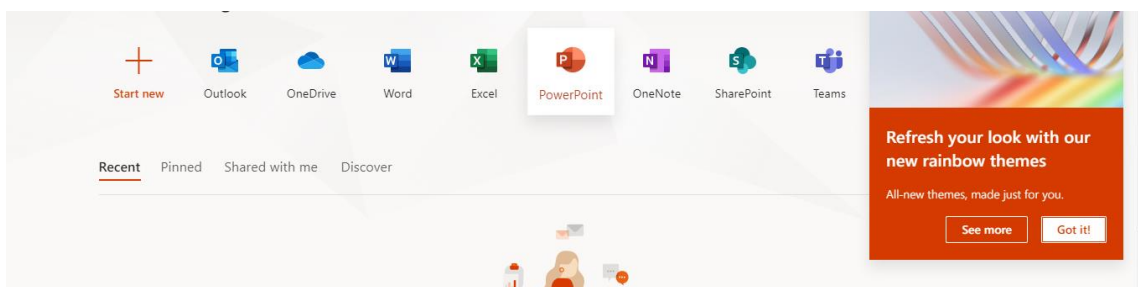 Start new Outlook OneDrive Word Excel PowerPoint OneNote SharePoint Teams
Recent Pinned Shared with me Discover
Refresh your look with our
new rainbow themes
All-new themes, made just for you.
See more Got it!